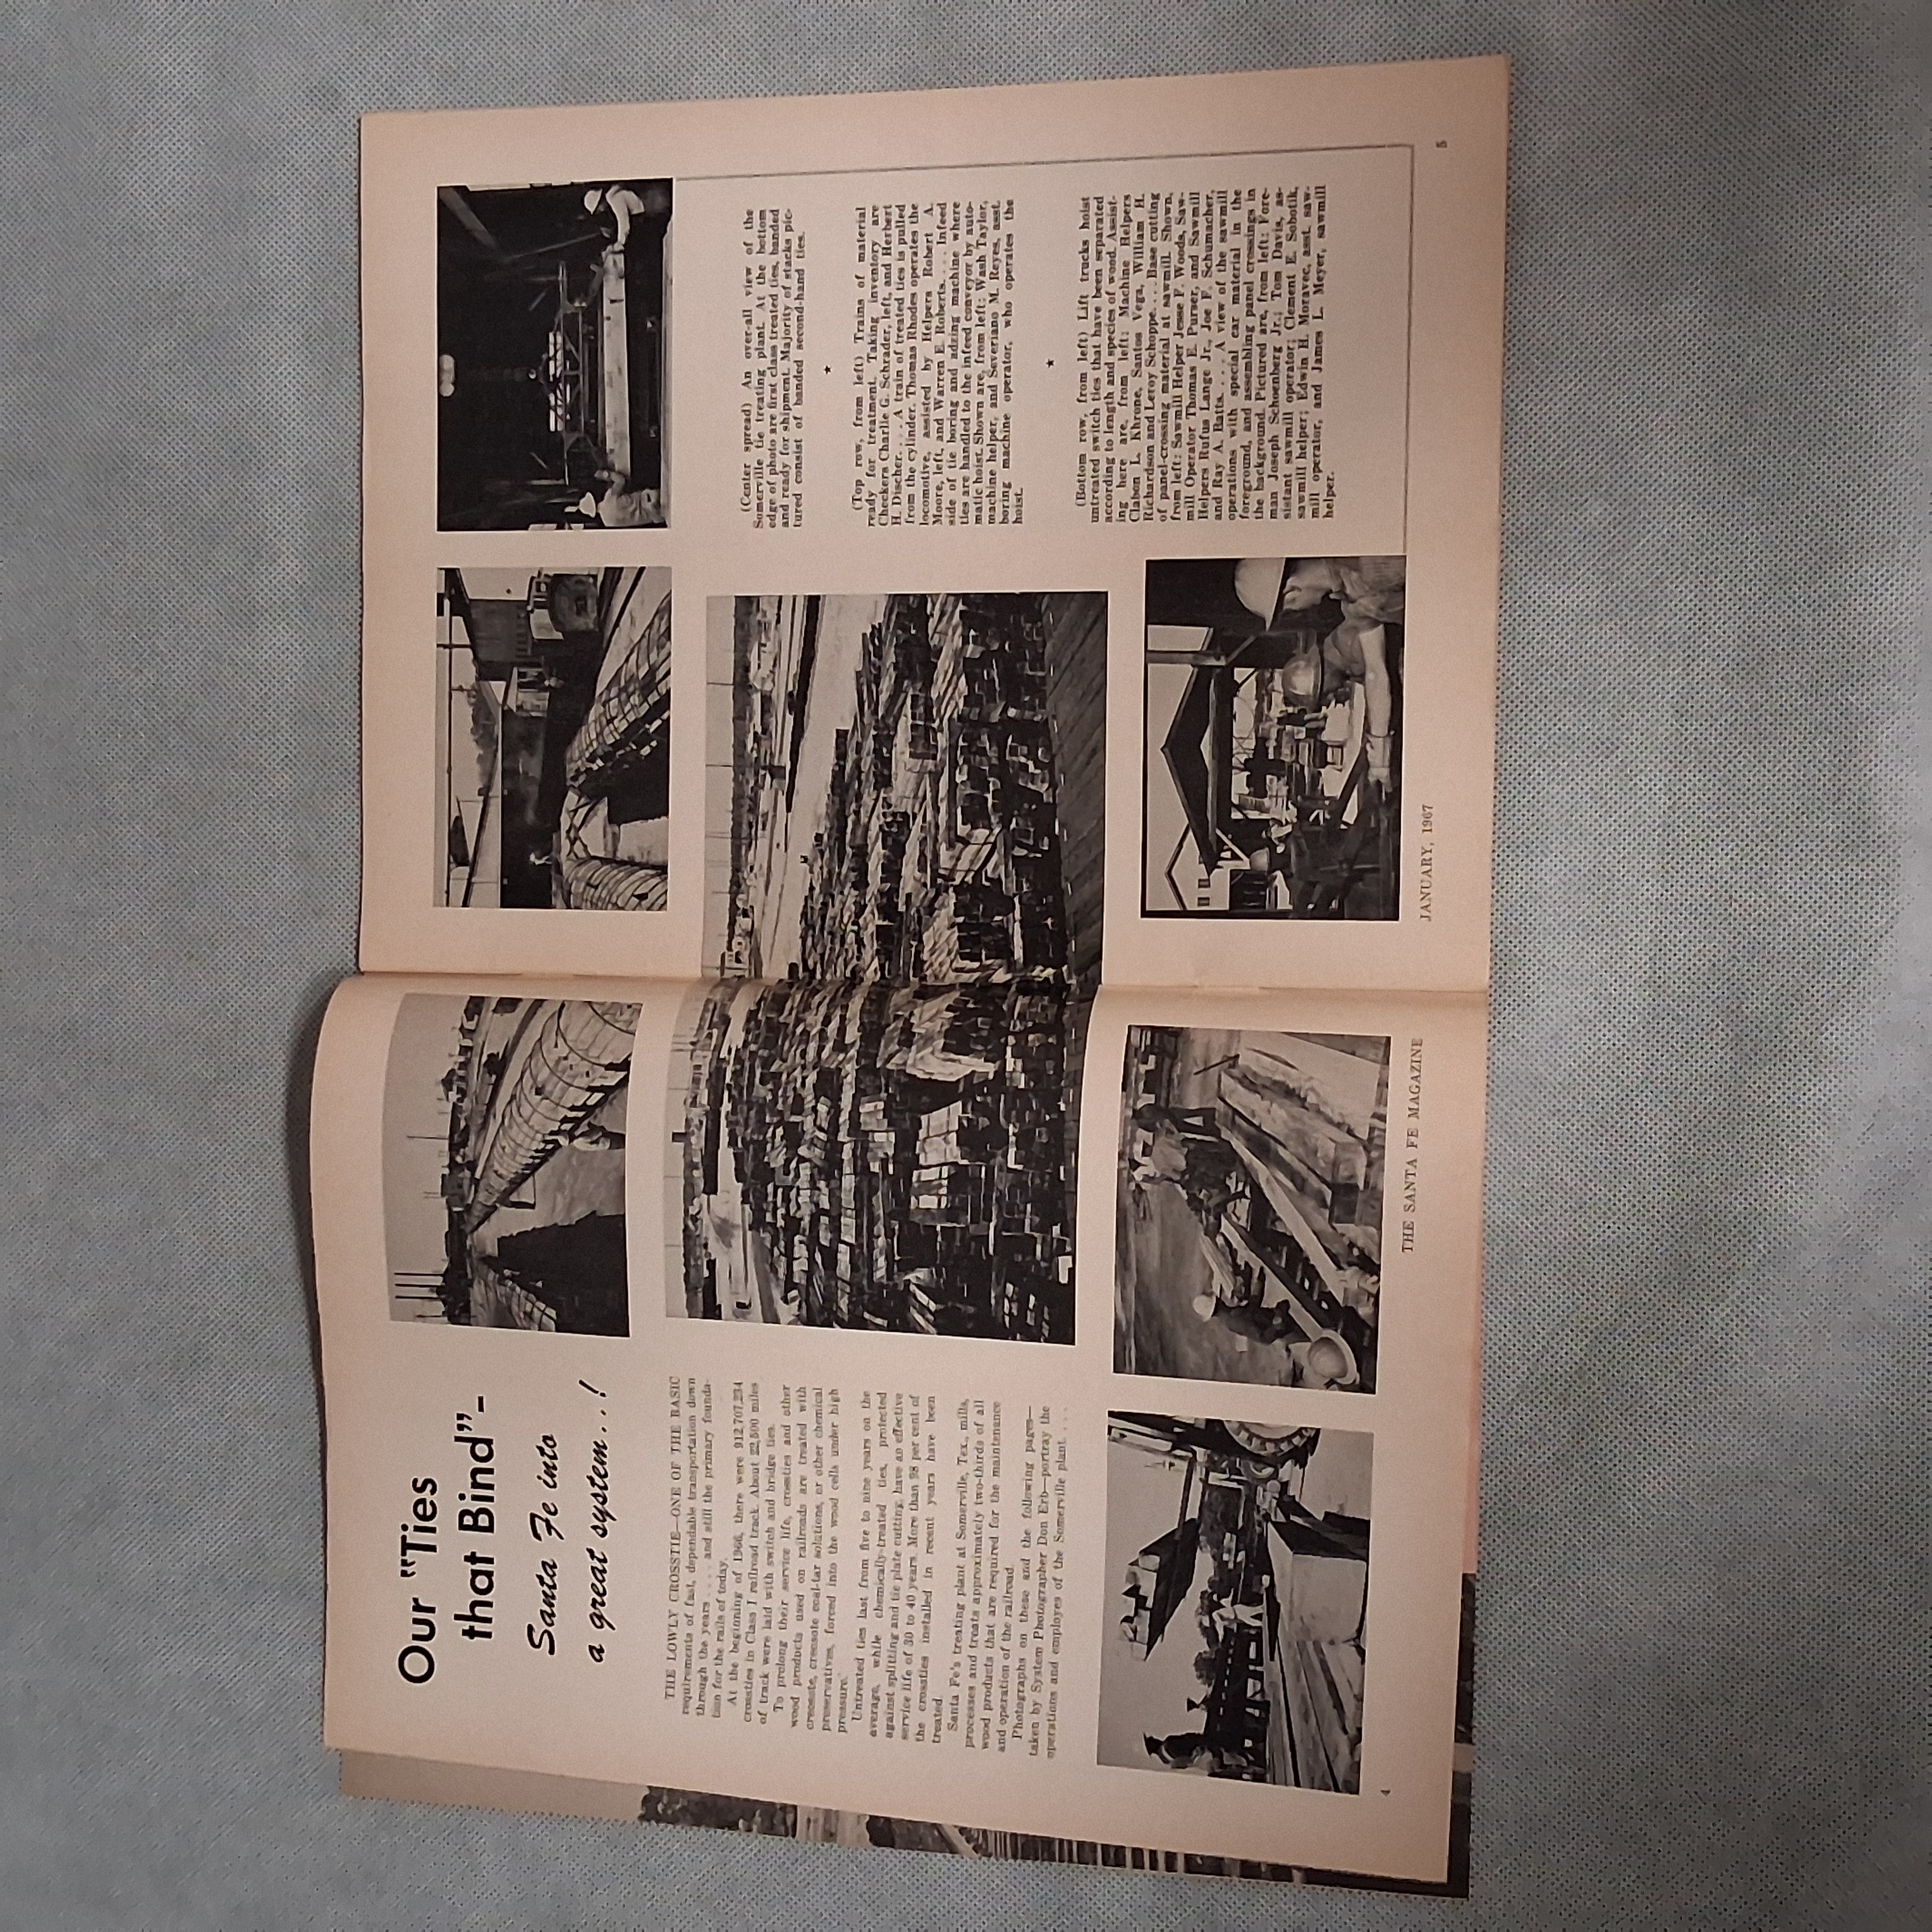 Our "Ties
that Bind"-
Santa Fe into
a great system...!
THE LOWLY CROSSTIE—ONE OF THE BASIC
requirements of fast, dependable transportation down
through the years .... and still the primary founda-
tion for the rails of today.
At the beginning of 1966, there were 912,707,234
crossties in Class I railroad track. About 22,500 miles
of track were laid with switch and bridge ties.
To prolong their service life, crossties and other
wood products used on railroads are treated with
creosote, creosote coal-tar solutions, or other chemical
preservatives, forced into the wood cells under high
pressure.
Untreated ties last from five to nine years on the
average, while chemically-treated ties, protected
against splitting and tie plate cutting, have an effective
service life of 30 to 40 years. More than 98 per cent of
the crossties installed in recent years have been
treated.
Santa Fe's treating plant at Somerville, Tex., mills,
processes and treats approximately two-thirds of all
wood products that are required for the maintenance
and operation of the railroad.
Photographs on these and the following pages—
taken by System Photographer Don Erb—portray the
operations and employes of the Somerville plant. ...
4
THE SANTA FE MAGAZINE
(Center spread) An over-all view of the
Somerville tie treating plant. At the bottom
edge of photo are first class treated ties, banded
and ready for shipment. Majority of stacks pic-
tured consist of banded second-hand ties.
★
(Top row, from left) Trains of material
ready for treatment. Taking inventory are
Checkers Charlie G. Schrader, left, and Herbert
H. Discher. ... A train of treated ties is pulled
from the cylinder. Thomas Rhodes operates the
locomotive, assisted by Helpers Robert A.
Moore, left, and Warren E. Roberts. ... Infeed
side of tie boring and adzing machine where
ties are handled to the infeed conveyor by auto-
matic hoist. Shown are, from left: Wash Taylor,
machine helper, and Severiano M. Reyes, asst.
boring machine operator, who operates the
hoist.
★
(Bottom row, from left) Lift trucks hoist
untreated switch ties that have been separated
according to length and species of wood. Assist-
ing here are, from left: Machine Helpers
Clabon L. Khrone, Santos Vega, William H.
Richardson and Leroy Schoppe. ... Base cutting
of panel-crossing material at sawmill. Shown,
from left: Sawmill Helper Jesse F. Woods, Saw-
mill Operator Thomas E. Purser, and Sawmill
Helpers Rufus Lange Jr., Joe F. Schumacher,
and Ray A. Batts. ... A view of the sawmill
operations with special car material in the
foreground, and assembling panel crossings in
the background. Pictured are, from left: Fore-
man Joseph Schoenberg Jr.; Tom Davis, as-
sistant sawmill operator; Clement E. Sobotik,
sawmill helper; Edwin H. Moravec, asst. saw-
mill operator, and James L. Meyer, sawmill
helper.
JANUARY, 1967
5